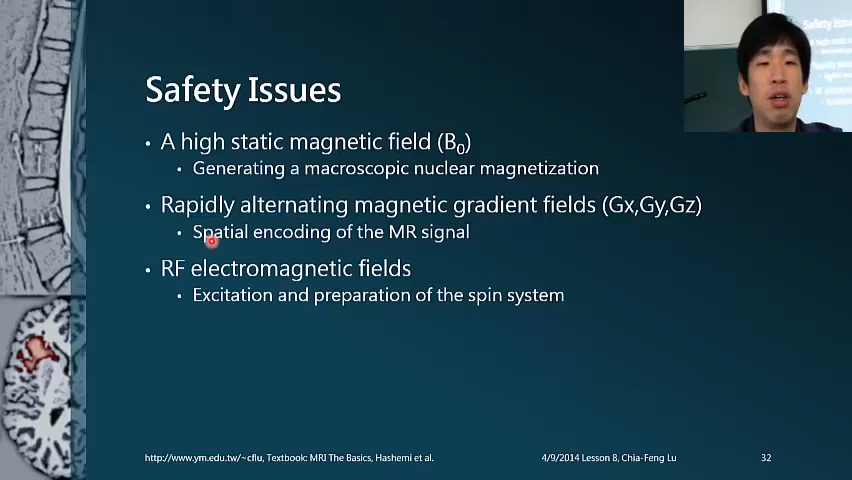 Safety Issues
• A high static magnetic field (B0)
• Generating a macroscopic nuclear magnetization
• Rapidly alternating magnetic gradient fields (Gx,Gy,Gz)
• Spatial encoding of the MR signal
• RF electromagnetic fields
• Excitation and preparation of the spin system
http://www.ym.edu.tw/~cflu, Textbook: MRI The Basics, Hashemi et al.
4/9/2014 Lesson 8, Chia-Feng Lu
32